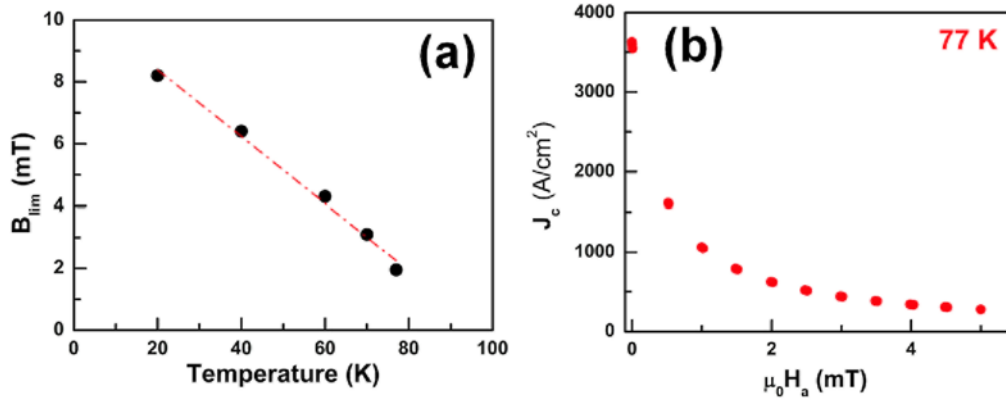 (a)
10
8
6
4
2
0
B_lim (mT)
0 20 40 60 80 100
Temperature (K)
(b)
77 K
4000
3000
2000
1000
0
J_c (A/cm²)
0 2 4
μ₀H_a (mT)